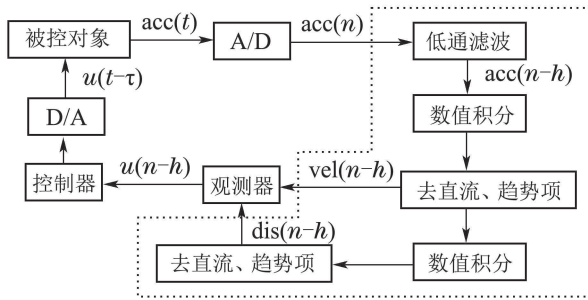 被控对象
acc(t)
A/D
acc(n)
低通滤波
acc(n−h)
u(t−τ)
D/A
数值积分
控制器
u(n−h)
观测器
vel(n−h)
去直流、趋势项
dis(n−h)
去直流、趋势项
数值积分